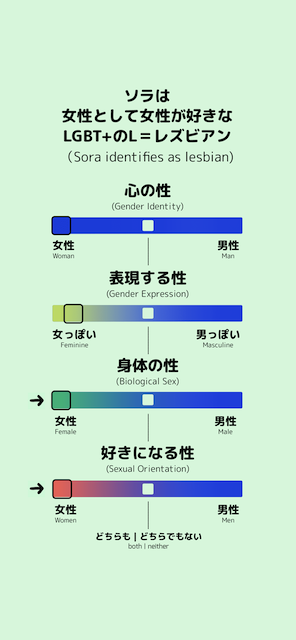 ソラは
女性として女性が好きな
LGBT+のL＝レズビアン
（Sora identifies as lesbian)
心の性
(Gender Identity)
女性 男性
Woman Man
表現する性
(Gender Expression)
女っぽい 男っぽい
Feminine Masculine
身体の性
(Biological Sex)
女性 男性
Female Male
好きになる性
(Sexual Orientation)
女性 男性
Women Men
どちらも | どちらでもない
both | neither